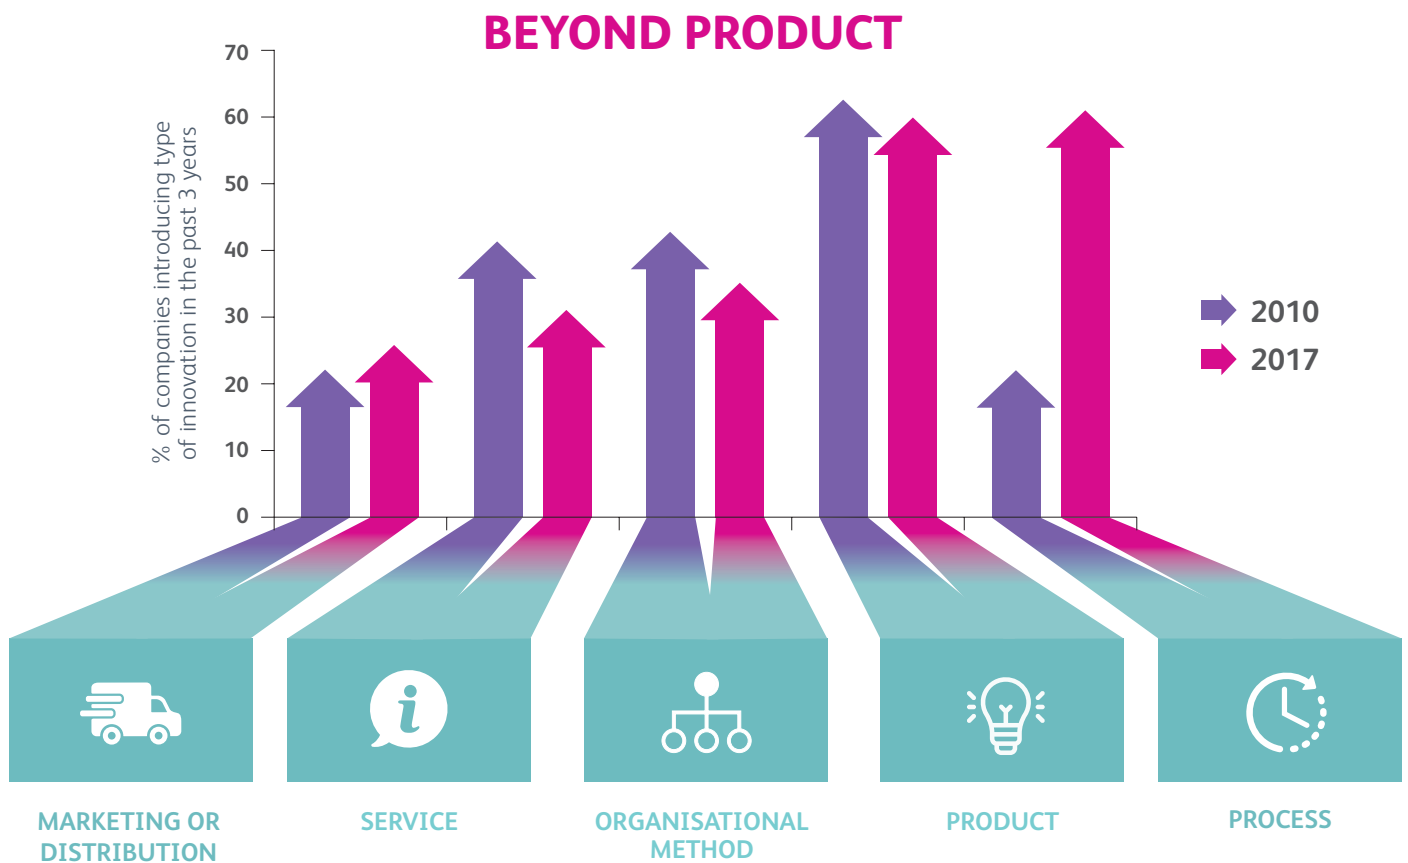 BEYOND PRODUCT
% of companies introducing type
of innovation in the past 3 years
70
60
50
40
30
20
10
0
2010
2017
MARKETING OR
DISTRIBUTION
SERVICE
ORGANISATIONAL
METHOD
PRODUCT
PROCESS